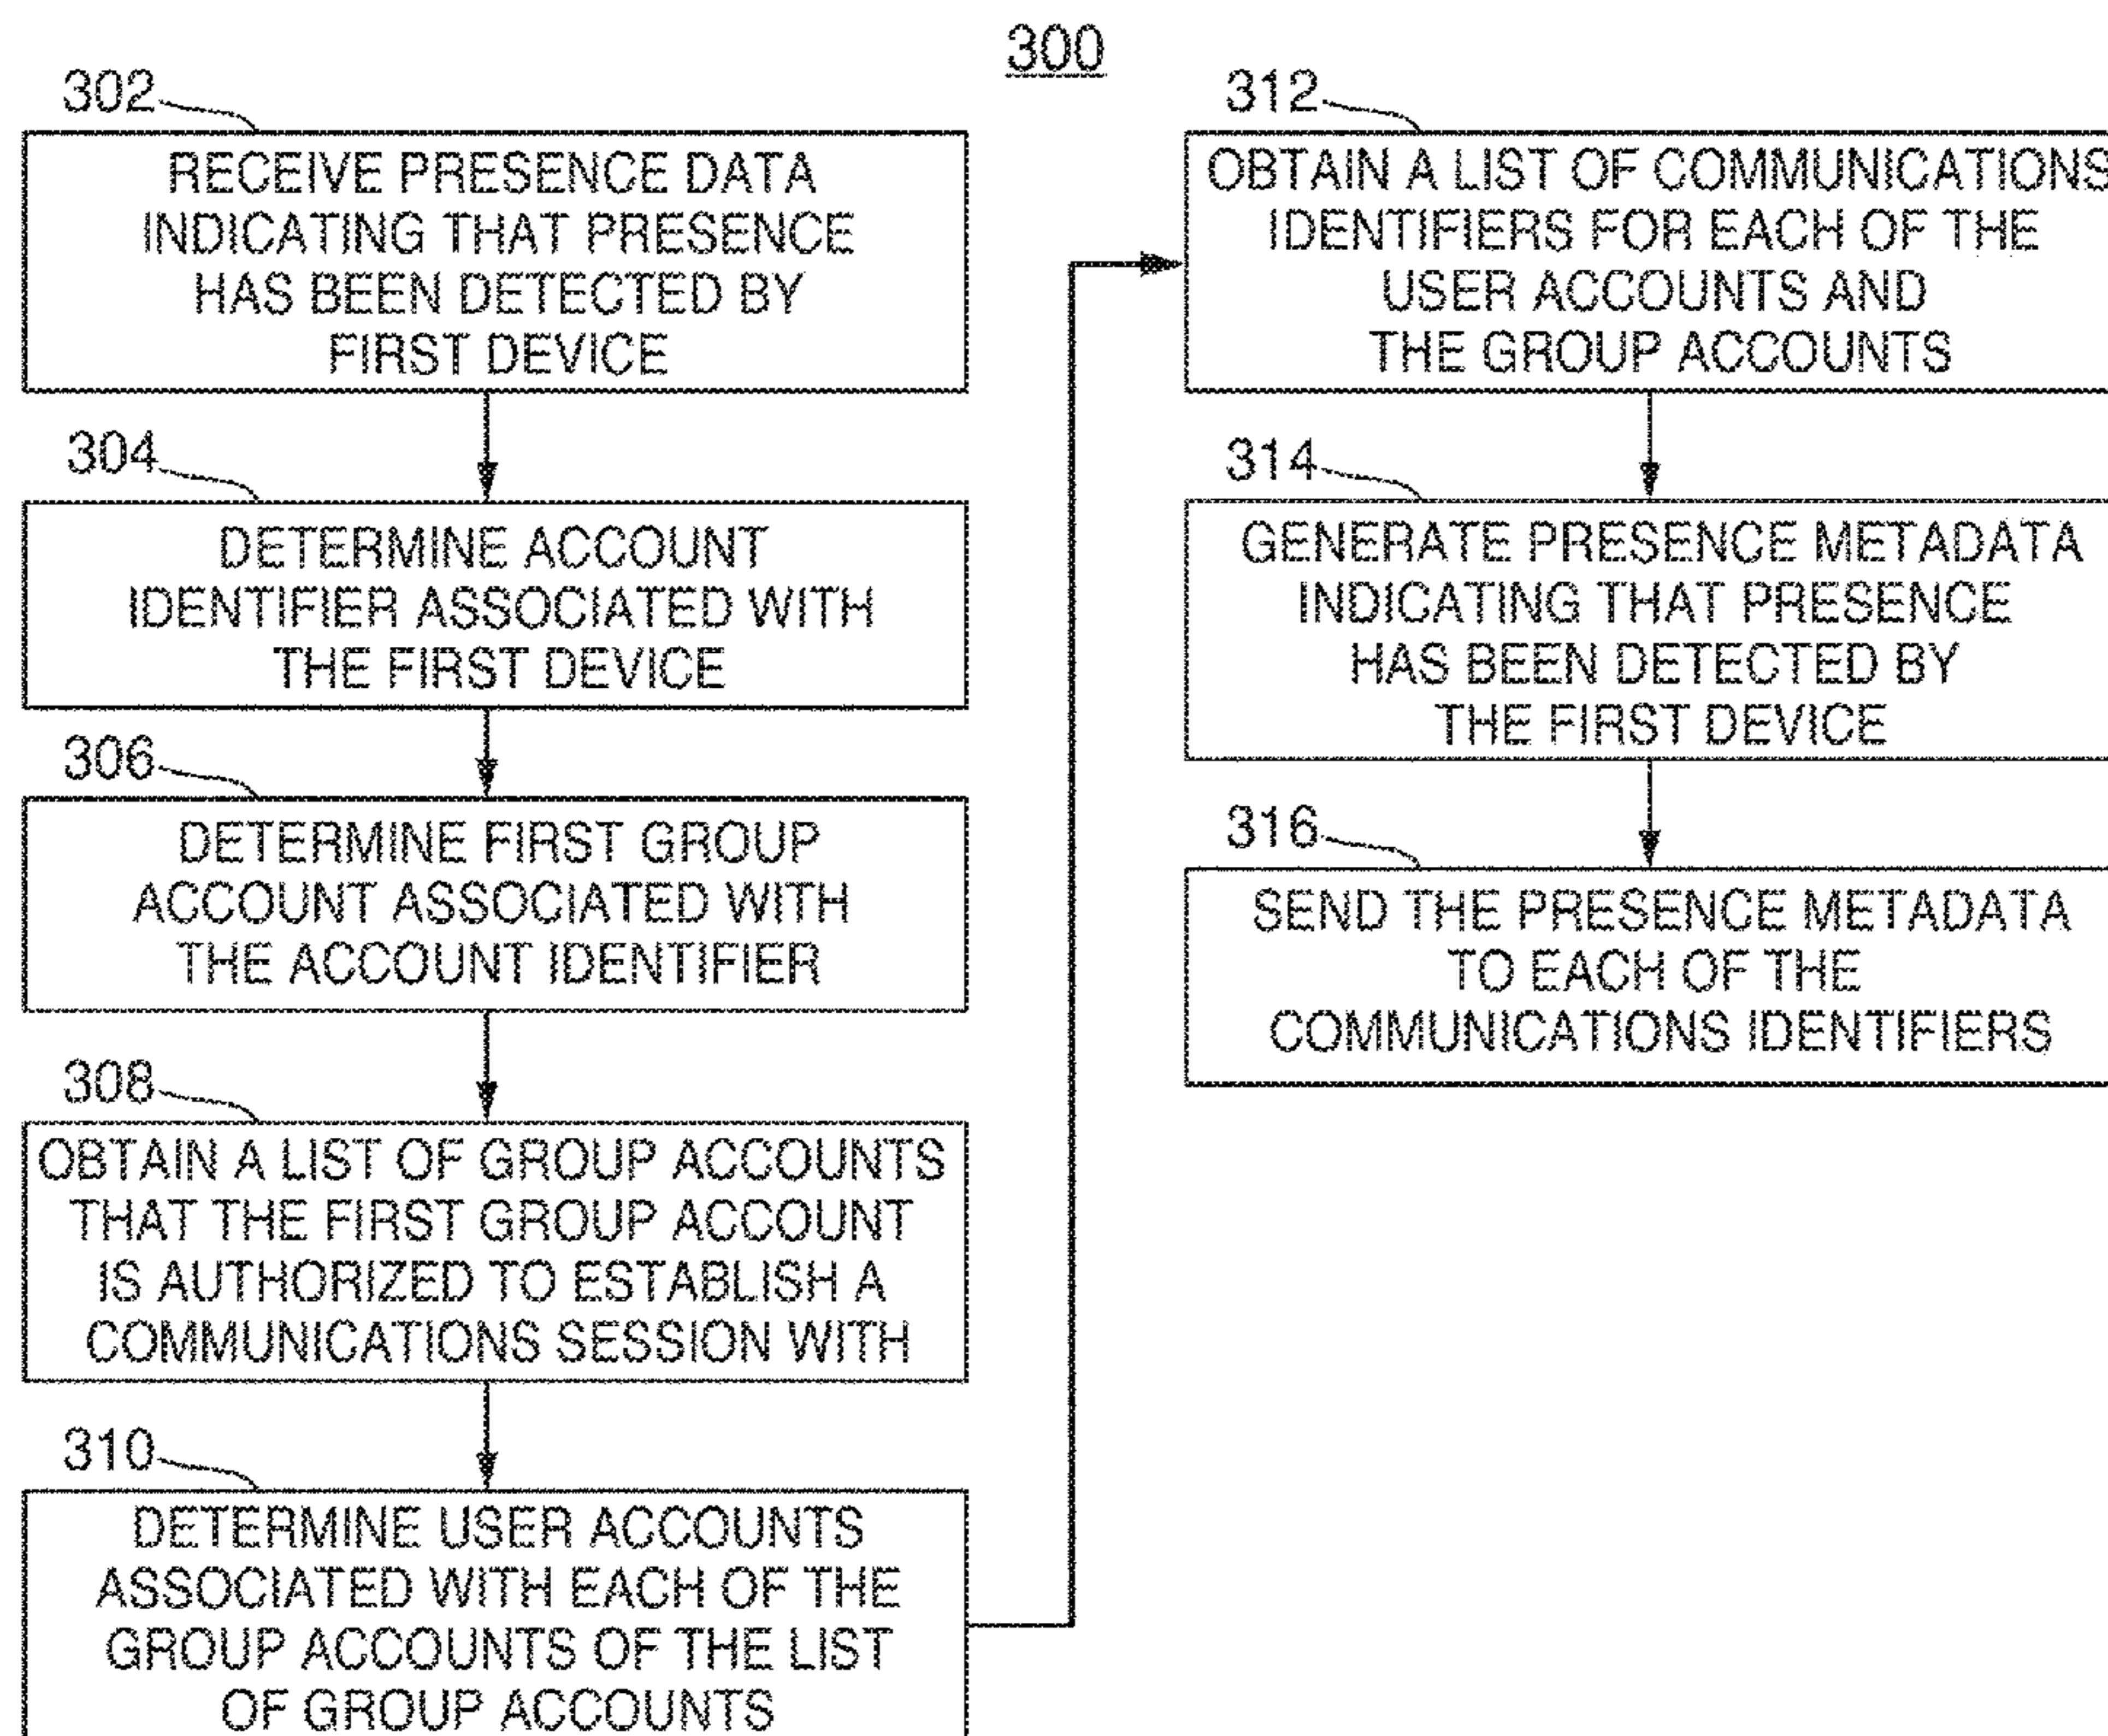 300
302
RECEIVE PRESENCE DATA
INDICATING THAT PRESENCE
HAS BEEN DETECTED BY
FIRST DEVICE
304
DETERMINE ACCOUNT
IDENTIFIER ASSOCIATED WITH
THE FIRST DEVICE
306
DETERMINE FIRST GROUP
ACCOUNT ASSOCIATED WITH
THE ACCOUNT IDENTIFIER
308
OBTAIN A LIST OF GROUP ACCOUNTS
THAT THE FIRST GROUP ACCOUNT
IS AUTHORIZED TO ESTABLISH A
COMMUNICATIONS SESSION WITH
310
DETERMINE USER ACCOUNTS
ASSOCIATED WITH EACH OF THE
GROUP ACCOUNTS OF THE LIST
OF GROUP ACCOUNTS
312
OBTAIN A LIST OF COMMUNICATIONS
IDENTIFIERS FOR EACH OF THE
USER ACCOUNTS AND
THE GROUP ACCOUNTS
314
GENERATE PRESENCE METADATA
INDICATING THAT PRESENCE
HAS BEEN DETECTED BY
THE FIRST DEVICE
316
SEND THE PRESENCE METADATA
TO EACH OF THE
COMMUNICATIONS IDENTIFIERS